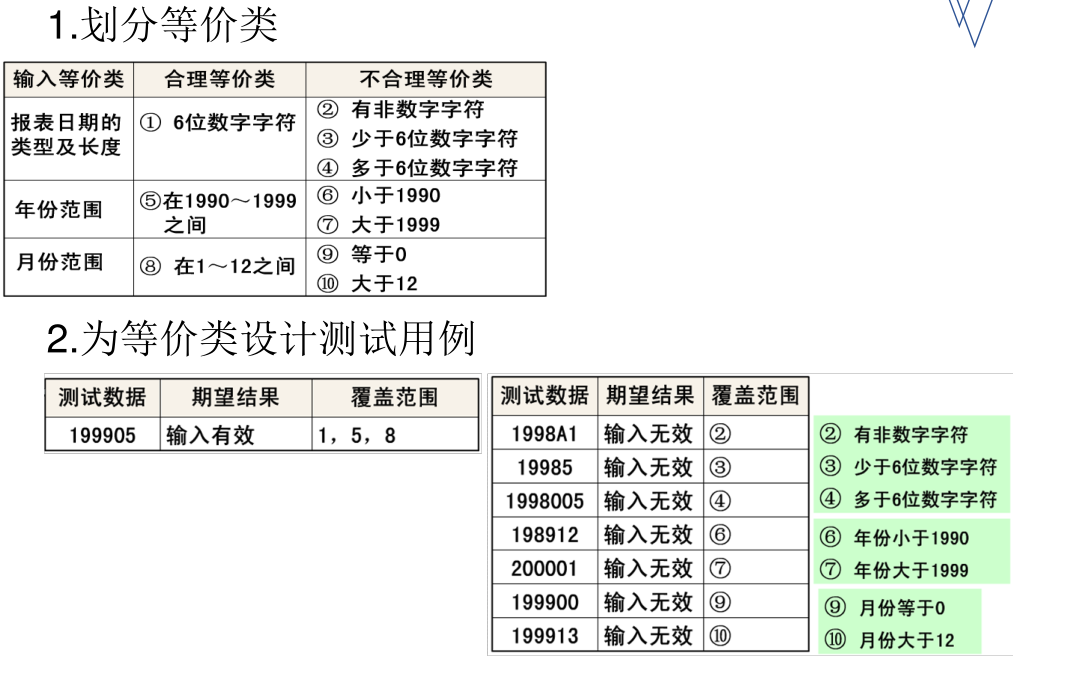 1.划分等价类
输入等价类 合理等价类 不合理等价类
报表日期的
类型及长度
① 6位数字字符
② 有非数字字符
③ 少于6位数字字符
④ 多于6位数字字符
年份范围
⑤在1990～1999
之间
⑥ 小于1990
⑦ 大于1999
月份范围
⑧ 在1～12之间
⑨ 等于0
⑩ 大于12
2.为等价类设计测试用例
测试数据 期望结果 覆盖范围
199905 输入有效 1，5，8
测试数据 期望结果 覆盖范围
1998A1 输入无效 ②
19985 输入无效 ③
1998005 输入无效 ④
198912 输入无效 ⑥
200001 输入无效 ⑦
199900 输入无效 ⑨
199913 输入无效 ⑩
② 有非数字字符
③ 少于6位数字字符
④ 多于6位数字字符
⑥ 年份小于1990
⑦ 年份大于1999
⑨ 月份等于0
⑩ 月份大于12